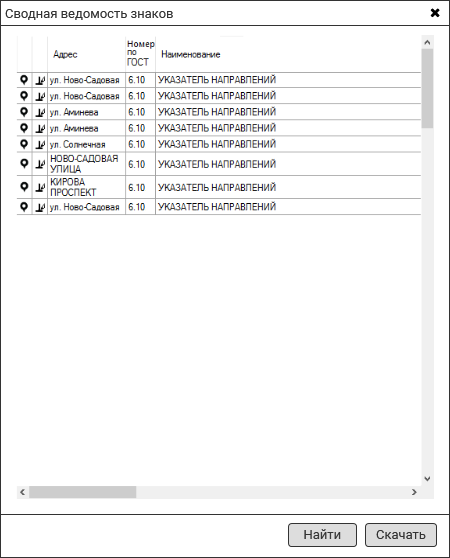 Сводная ведомость знаков
Адрес Номер по ГОСТ Наименование
ул. Ново-Садовая 6.10 УКАЗАТЕЛЬ НАПРАВЛЕНИЙ
ул. Ново-Садовая 6.10 УКАЗАТЕЛЬ НАПРАВЛЕНИЙ
ул. Аминева 6.10 УКАЗАТЕЛЬ НАПРАВЛЕНИЙ
ул. Аминева 6.10 УКАЗАТЕЛЬ НАПРАВЛЕНИЙ
ул. Солнечная 6.10 УКАЗАТЕЛЬ НАПРАВЛЕНИЙ
НОВО-САДОВАЯ УЛИЦА 6.10 УКАЗАТЕЛЬ НАПРАВЛЕНИЙ
КИРОВА ПРОСПЕКТ 6.10 УКАЗАТЕЛЬ НАПРАВЛЕНИЙ
ул. Ново-Садовая 6.10 УКАЗАТЕЛЬ НАПРАВЛЕНИЙ
Найти Скачать